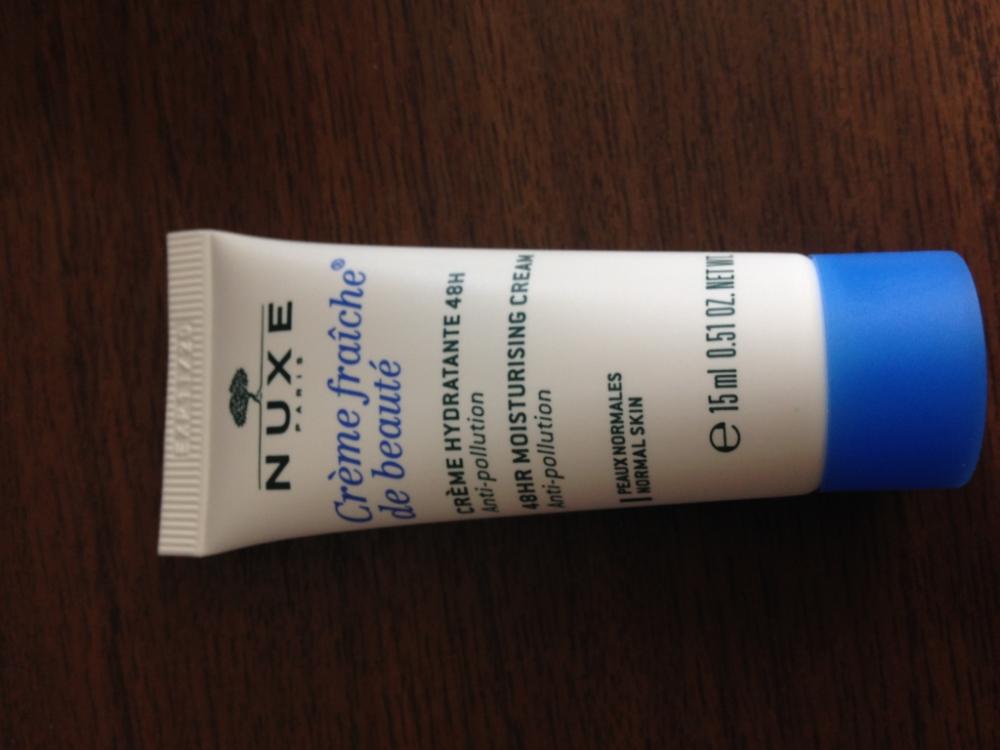 NUXE
PARIS
Crème fraîche®
de beauté
CRÈME HYDRATANTE 48H
Anti-pollution
48HR MOISTURISING CREAM
Anti-pollution
PEAUX NORMALES
NORMAL SKIN
℮ 15 ml 0.51 OZ. NET WT.